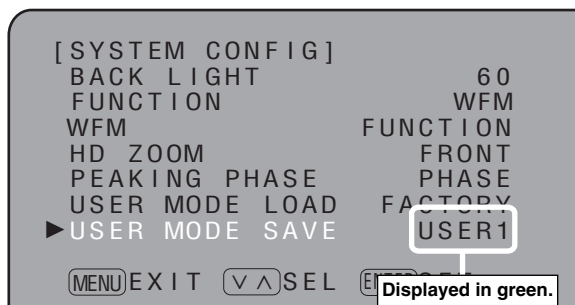 [SYSTEM CONFIG]
BACK LIGHT 60
FUNCTION WFM
WFM FUNCTION
HD ZOOM FRONT
PEAKING PHASE PHASE
USER MODE LOAD FACTORY
▶USER MODE SAVE USER1
MENU EXIT ∨∧ SEL
Displayed in green.